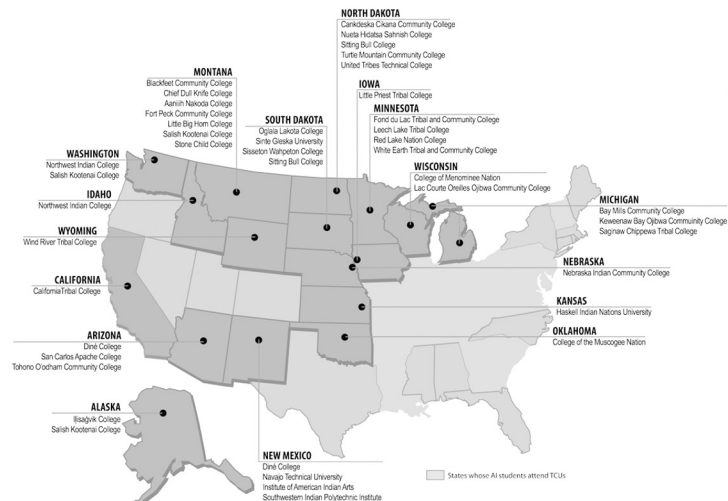 NORTH DAKOTA
Cankdeska Cikana Community College
Nueta Hidatsa Sahnish College
Sitting Bull College
Turtle Mountain Community College
United Tribes Technical College
IOWA
Little Priest Tribal College
MONTANA
Blackfeet Community College
Chief Dull Knife College
Aaniiih Nakoda College
Fort Peck Community College
Little Big Horn College
Salish Kootenai College
Stone Child College
SOUTH DAKOTA
Oglala Lakota College
Sinte Gleska University
Sisseton Wahpeton College
Sitting Bull College
MINNESOTA
Fond du Lac Tribal and Community College
Leech Lake Tribal College
Red Lake Nation College
White Earth Tribal and Community College
WASHINGTON
Northwest Indian College
Salish Kootenai College
WISCONSIN
College of Menominee Nation
Lac Courte Oreilles Ojibwa Community College
IDAHO
Northwest Indian College
MICHIGAN
Bay Mills Community College
Keweenaw Bay Ojibwa Community College
Saginaw Chippewa Tribal College
WYOMING
Wind River Tribal College
NEBRASKA
Nebraska Indian Community College
CALIFORNIA
CaliforniaTribal College
KANSAS
Haskell Indian Nations University
ARIZONA
Diné College
San Carlos Apache College
Tohono O'odham Community College
OKLAHOMA
College of the Muscogee Nation
ALASKA
Iḷisaġvik College
Salish Kootenai College
NEW MEXICO
Diné College
Navajo Technical University
Institute of American Indian Arts
Southwestern Indian Polytechnic Institute
States whose AI students attend TCUs